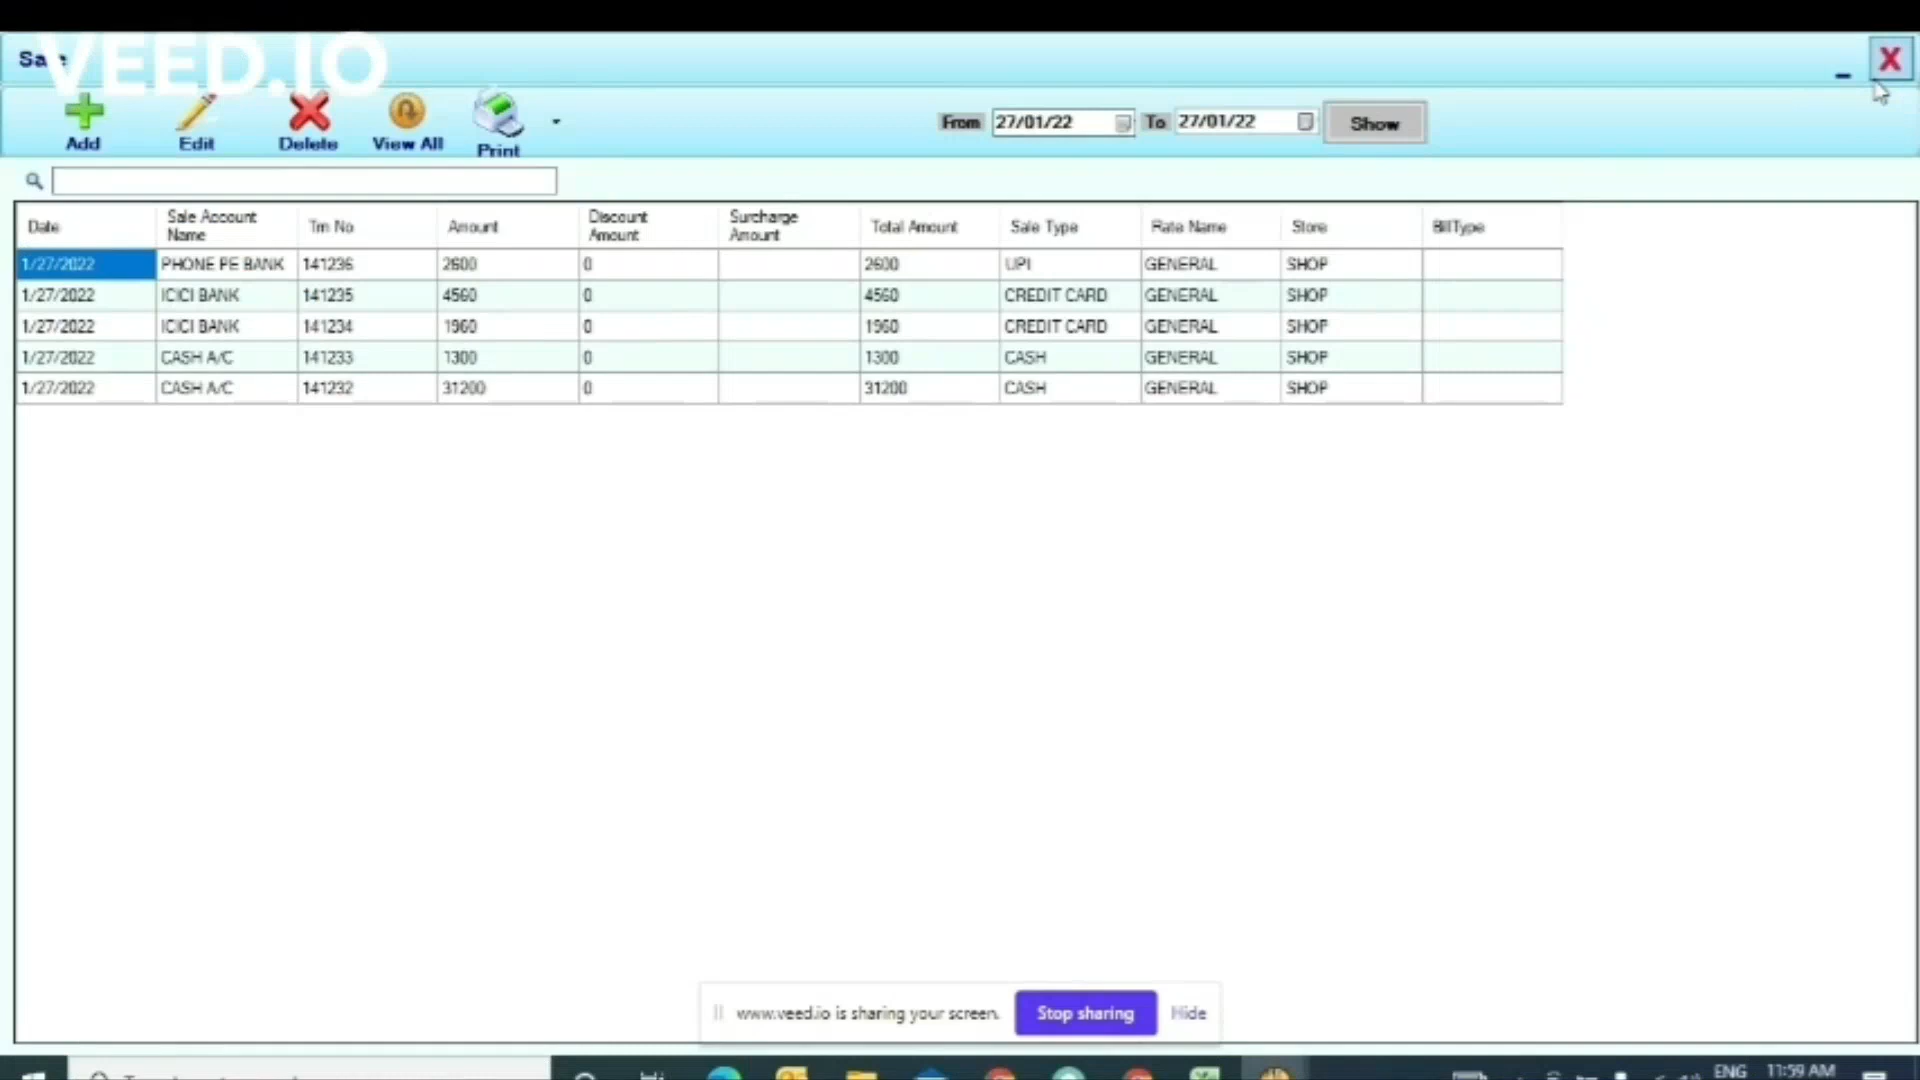 Sale
VEED.IO
Add Edit Delete View All Print
From 27/01/22 To 27/01/22 Show
Date Sale Account Name Trn No Amount Discount Amount Surcharge Amount Total Amount Sale Type Rate Name Store BillType
1/27/2022 PHONE PE BANK 141236 2600 0 2600 UPI GENERAL SHOP
1/27/2022 ICICI BANK 141235 4560 0 4560 CREDIT CARD GENERAL SHOP
1/27/2022 ICICI BANK 141234 1960 0 1960 CREDIT CARD GENERAL SHOP
1/27/2022 CASH A/C 141233 1300 0 1300 CASH GENERAL SHOP
1/27/2022 CASH A/C 141232 31200 0 31200 CASH GENERAL SHOP
www.veed.io is sharing your screen. Stop sharing Hide
ENG 11:59 AM